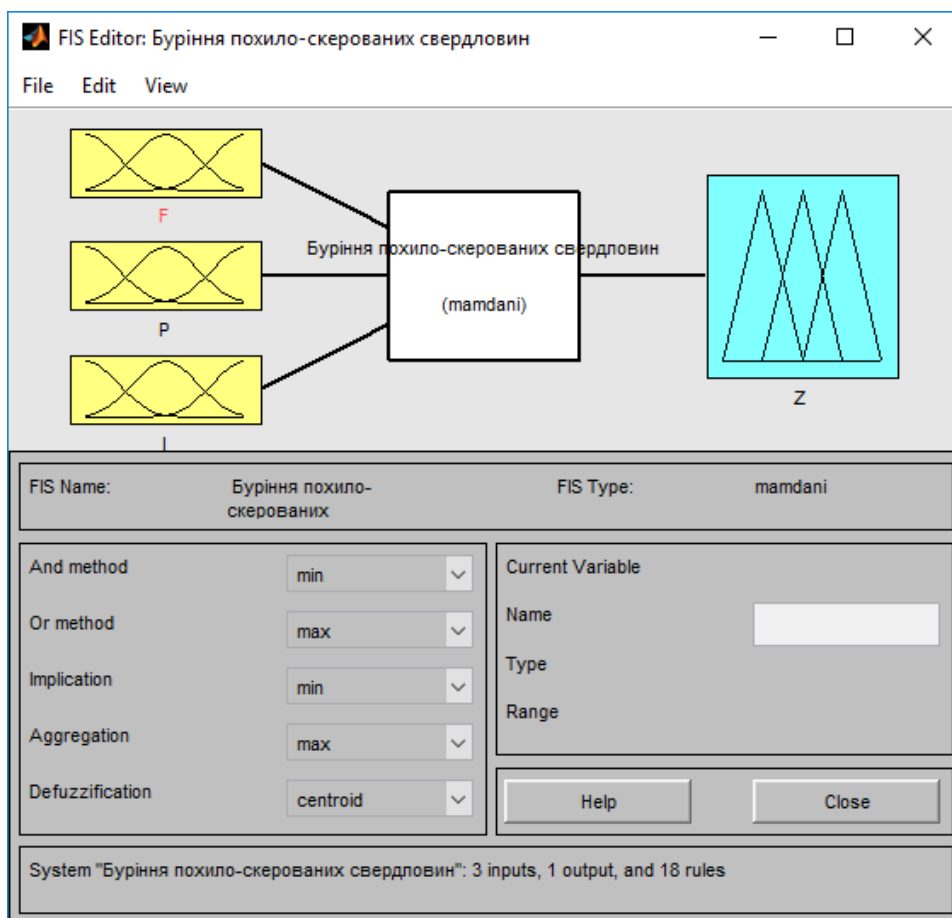 FIS Editor: Буріння похило-скерованих свердловин
File Edit View
F
P
Буріння похило-скерованих свердловин
(mamdani)
Z
FIS Name: Буріння похило-
скерованих
FIS Type: mamdani
And method min
Or method max
Implication min
Aggregation max
Defuzzification centroid
Current Variable
Name
Type
Range
Help Close
System "Буріння похило-скерованих свердловин": 3 inputs, 1 output, and 18 rules